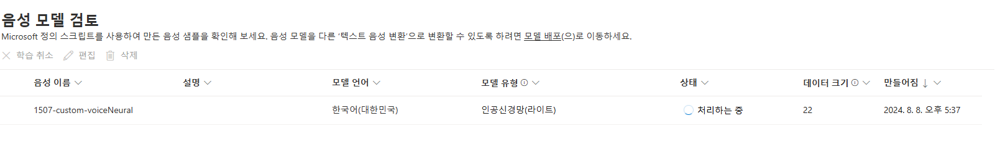 음성 모델 검토
Microsoft 정의 스크립트를 사용하여 만든 음성 샘플을 확인해 보세요. 음성 모델을 다른 '텍스트 음성 변환'으로 변환할 수 있도록 하려면 모델 배포(으)로 이동하세요.
학습 취소 편집 삭제
음성 이름 설명 모델 언어 모델 유형 상태 데이터 크기 만들어짐 ↓
1507-custom-voiceNeural 한국어(대한민국) 인공신경망(라이트) 처리하는 중 22 2024. 8. 8. 오후 5:37